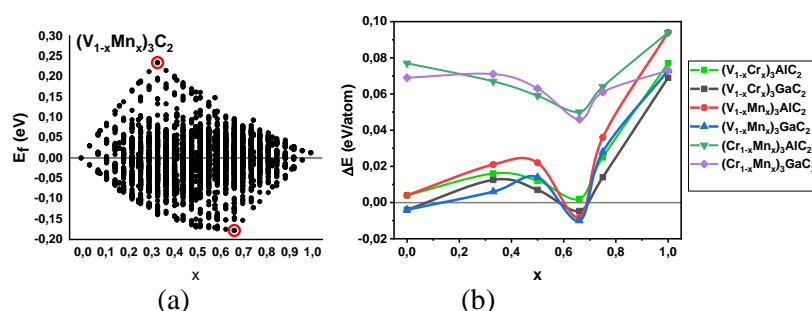 (V₁₋ₓMnₓ)₃C₂
E_f (eV)
0,30
0,25
0,20
0,15
0,10
0,05
0,00
-0,05
-0,10
-0,15
-0,20
0,0 0,1 0,2 0,3 0,4 0,5 0,6 0,7 0,8 0,9 1,0
x
(a)
ΔE (eV/atom)
0,10
0,08
0,06
0,04
0,02
0,00
-0,02
0,0 0,2 0,4 0,6 0,8 1,0
x
(b)
(V₁₋ₓCrₓ)₃AlC₂
(V₁₋ₓCrₓ)₃GaC₂
(V₁₋ₓMnₓ)₃AlC₂
(V₁₋ₓMnₓ)₃GaC₂
(Cr₁₋ₓMnₓ)₃AlC₂
(Cr₁₋ₓMnₓ)₃GaC₂